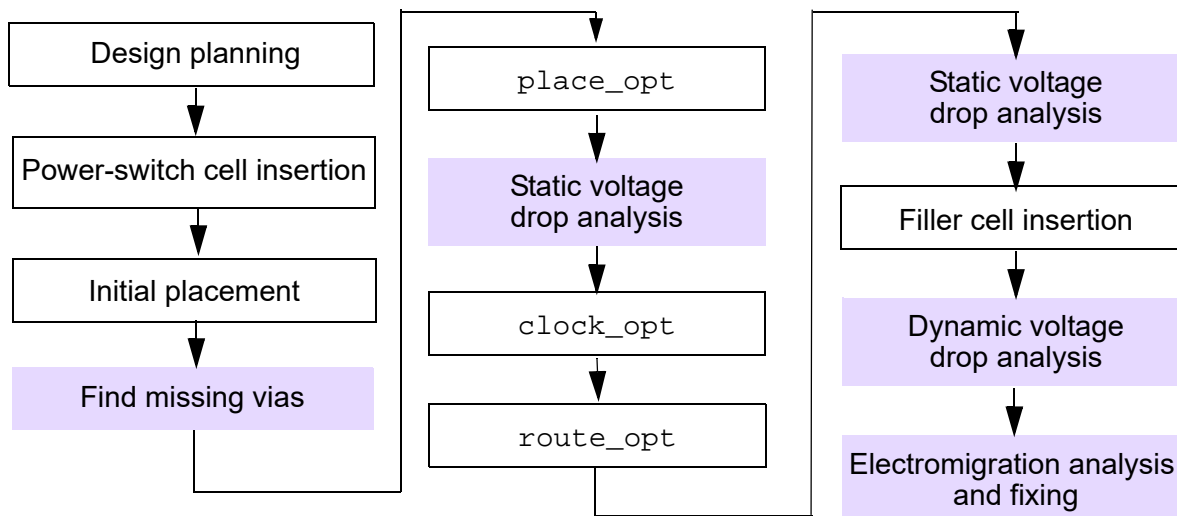 Design planning
Power-switch cell insertion
Initial placement
Find missing vias
place_opt
Static voltage
drop analysis
clock_opt
route_opt
Static voltage
drop analysis
Filler cell insertion
Dynamic voltage
drop analysis
Electromigration analysis
and fixing